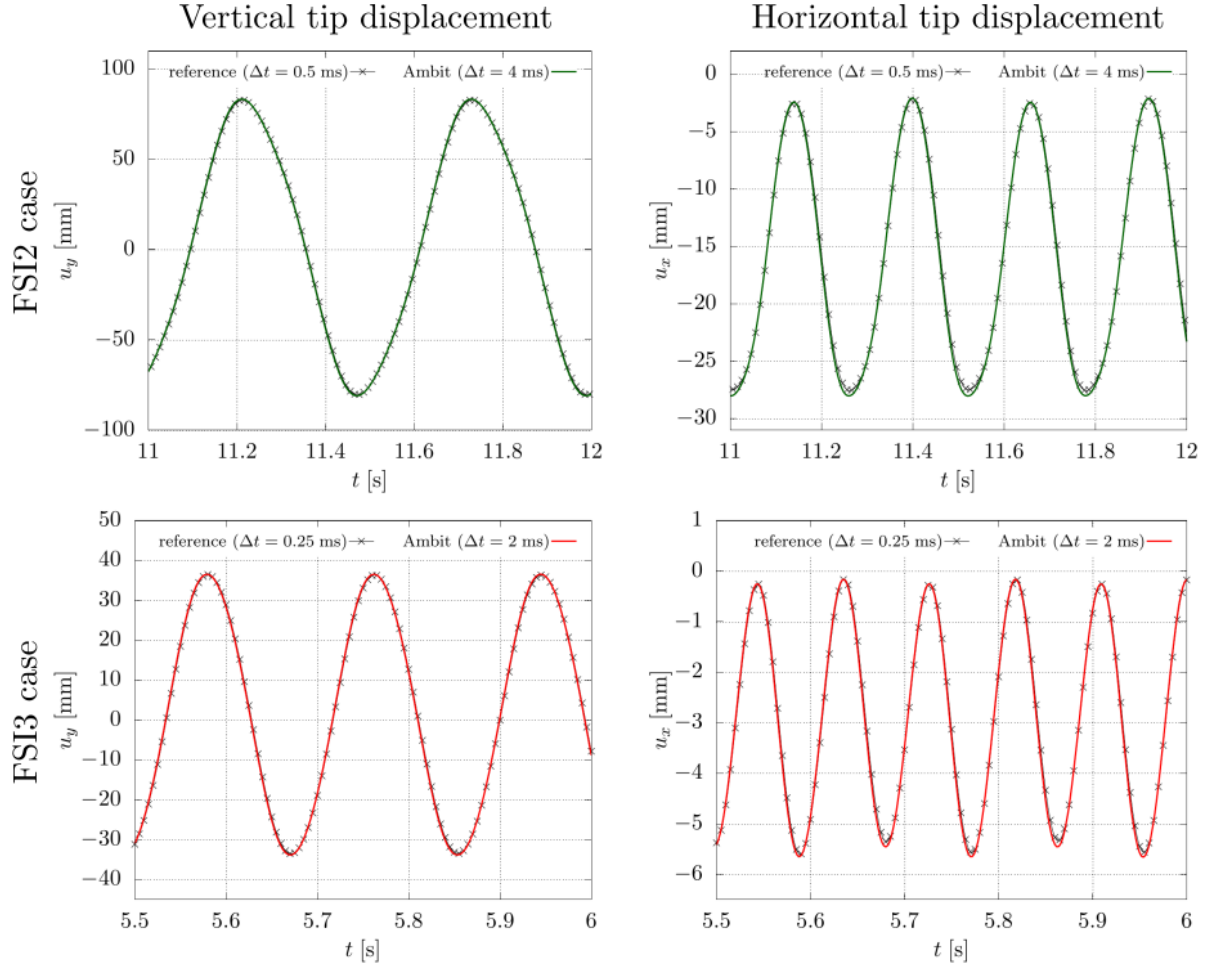 Vertical tip displacement
Horizontal tip displacement
FSI2 case
u_y [mm]
100
50
0
−50
−100
reference (Δt = 0.5 ms)
Ambit (Δt = 4 ms)
11
11.2
11.4
11.6
11.8
12
t [s]
u_x [mm]
0
−5
−10
−15
−20
−25
−30
reference (Δt = 0.5 ms)
Ambit (Δt = 4 ms)
11
11.2
11.4
11.6
11.8
12
t [s]
FSI3 case
u_y [mm]
50
40
30
20
10
0
−10
−20
−30
−40
reference (Δt = 0.25 ms)
Ambit (Δt = 2 ms)
5.5
5.6
5.7
5.8
5.9
6
t [s]
u_x [mm]
1
0
−1
−2
−3
−4
−5
−6
reference (Δt = 0.25 ms)
Ambit (Δt = 2 ms)
5.5
5.6
5.7
5.8
5.9
6
t [s]